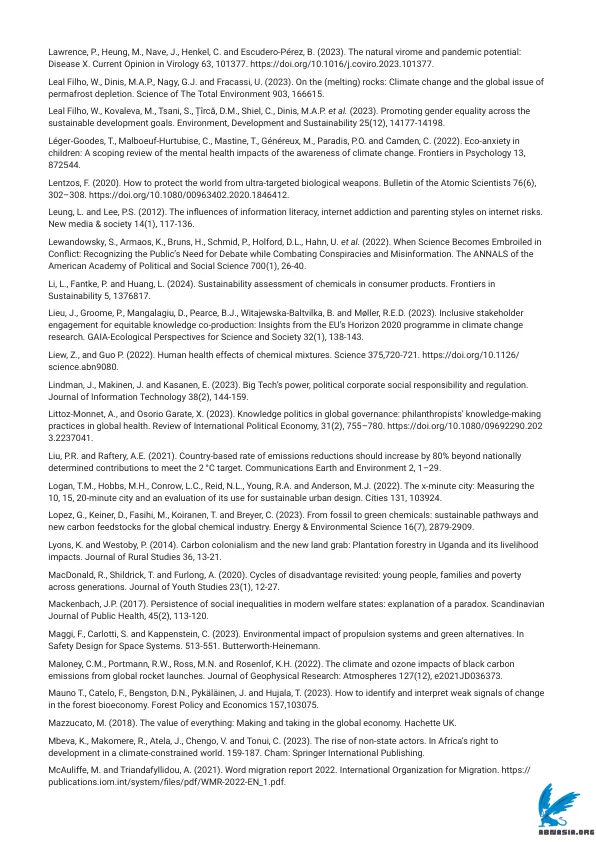 Lawrence, P., Heung, M., Nave, J., Henkel, C. and Escudero-Pérez, B. (2023). The natural virome and pandemic potential:
Disease X. Current Opinion in Virology 63, 101377. https://doi.org/10.1016/j.coviro.2023.101377.
Leal Filho, W., Dinis, M.A.P., Nagy, G.J. and Fracassi, U. (2023). On the (melting) rocks: Climate change and the global issue of
permafrost depletion. Science of The Total Environment 903, 166615.
Leal Filho, W., Kovaleva, M., Tsani, S., Țîrcă, D.M., Shiel, C., Dinis, M.A.P. et al. (2023). Promoting gender equality across the
sustainable development goals. Environment, Development and Sustainability 25(12), 14177-14198.
Léger-Goodes, T., Malboeuf-Hurtubise, C., Mastine, T., Généreux, M., Paradis, P.O. and Camden, C. (2022). Eco-anxiety in
children: A scoping review of the mental health impacts of the awareness of climate change. Frontiers in Psychology 13,
872544.
Lentzos, F. (2020). How to protect the world from ultra-targeted biological weapons. Bulletin of the Atomic Scientists 76(6),
302–308. https://doi.org/10.1080/00963402.2020.1846412.
Leung, L. and Lee, P.S. (2012). The influences of information literacy, internet addiction and parenting styles on internet risks.
New media & society 14(1), 117-136.
Lewandowsky, S., Armaos, K., Bruns, H., Schmid, P., Holford, D.L., Hahn, U. et al. (2022). When Science Becomes Embroiled in
Conflict: Recognizing the Public's Need for Debate while Combating Conspiracies and Misinformation. The ANNALS of the
American Academy of Political and Social Science 700(1), 26-40.
Li, L., Fantke, P. and Huang, L. (2024). Sustainability assessment of chemicals in consumer products. Frontiers in
Sustainability 5, 1376817.
Lieu, J., Groome, P., Mangalagiu, D., Pearce, B.J., Witajewska-Baltvilka, B. and Møller, R.E.D. (2023). Inclusive stakeholder
engagement for equitable knowledge co-production: Insights from the EU's Horizon 2020 programme in climate change
research. GAIA-Ecological Perspectives for Science and Society 32(1), 138-143.
Liew, Z., and Guo P. (2022). Human health effects of chemical mixtures. Science 375,720-721. https://doi.org/10.1126/
science.abn9080.
Lindman, J., Makinen, J. and Kasanen, E. (2023). Big Tech's power, political corporate social responsibility and regulation.
Journal of Information Technology 38(2), 144-159.
Littoz-Monnet, A., and Osorio Garate, X. (2023). Knowledge politics in global governance: philanthropists' knowledge-making
practices in global health. Review of International Political Economy, 31(2), 755–780. https://doi.org/10.1080/09692290.202
3.2237041.
Liu, P.R. and Raftery, A.E. (2021). Country-based rate of emissions reductions should increase by 80% beyond nationally
determined contributions to meet the 2 °C target. Communications Earth and Environment 2, 1–29.
Logan, T.M., Hobbs, M.H., Conrow, L.C., Reid, N.L., Young, R.A. and Anderson, M.J. (2022). The x-minute city: Measuring the
10, 15, 20-minute city and an evaluation of its use for sustainable urban design. Cities 131, 103924.
Lopez, G., Keiner, D., Fasihi, M., Koiranen, T. and Breyer, C. (2023). From fossil to green chemicals: sustainable pathways and
new carbon feedstocks for the global chemical industry. Energy & Environmental Science 16(7), 2879-2909.
Lyons, K. and Westoby, P. (2014). Carbon colonialism and the new land grab: Plantation forestry in Uganda and its livelihood
impacts. Journal of Rural Studies 36, 13-21.
MacDonald, R., Shildrick, T. and Furlong, A. (2020). Cycles of disadvantage revisited: young people, families and poverty
across generations. Journal of Youth Studies 23(1), 12-27.
Mackenbach, J.P. (2017). Persistence of social inequalities in modern welfare states: explanation of a paradox. Scandinavian
Journal of Public Health, 45(2), 113-120.
Maggi, F., Carlotti, S. and Kappenstein, C. (2023). Environmental impact of propulsion systems and green alternatives. In
Safety Design for Space Systems. 513-551. Butterworth-Heinemann.
Maloney, C.M., Portmann, R.W., Ross, M.N. and Rosenlof, K.H. (2022). The climate and ozone impacts of black carbon
emissions from global rocket launches. Journal of Geophysical Research: Atmospheres 127(12), e2021JD036373.
Mauno T., Catelo, F., Bengston, D.N., Pykäläinen, J. and Hujala, T. (2023). How to identify and interpret weak signals of change
in the forest bioeconomy. Forest Policy and Economics 157,103075.
Mazzucato, M. (2018). The value of everything: Making and taking in the global economy. Hachette UK.
Mbeva, K., Makomere, R., Atela, J., Chengo, V. and Tonui, C. (2023). The rise of non-state actors. In Africa's right to
development in a climate-constrained world. 159-187. Cham: Springer International Publishing.
McAuliffe, M. and Triandafyllidou, A. (2021). Word migration report 2022. International Organization for Migration. https://
publications.iom.int/system/files/pdf/WMR-2022-EN_1.pdf.
ABNASIA.ORG